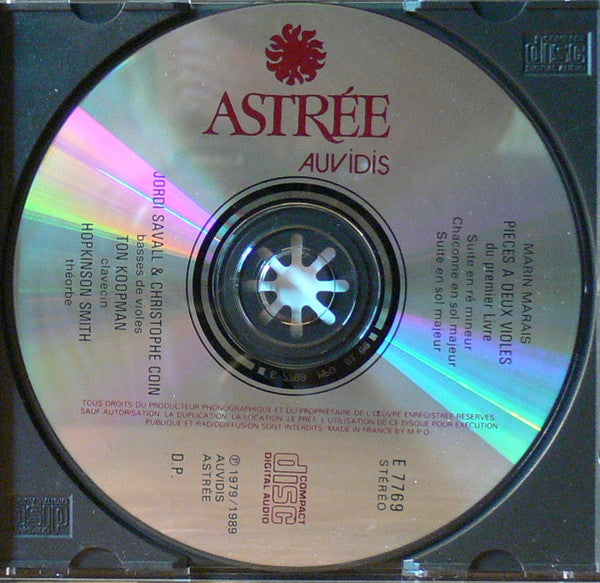 ASTRÉE
AUVIDIS
MARIN MARAIS
PIECES A DEUX VIOLES
du premier Livre
Suite en ré mineur
Chaconne en sol majeur
Suite en sol majeur
JORDI SAVALL & CHRISTOPHE COIN
basses de violes
TON KOOPMAN
clavecin
HOPKINSON SMITH
théorbe
TOUS DROITS DU PRODUCTEUR PHONOGRAPHIQUE ET DU PROPRIETAIRE DE L'ŒUVRE ENREGISTREE RESERVES
SAUF AUTORISATION, LA DUPLICATION, LA LOCATION, LE PRET, L'UTILISATION DE CE DISQUE POUR EXECUTION
PUBLIQUE ET RADIODIFFUSION SONT INTERDITS. MADE IN FRANCE By M.P.O.
E 7769
STÉRÉO
COMPACT
disc
DIGITAL AUDIO
℗ 1979/1989
AUVIDIS
ASTRÉE
D.P.
disc
disc